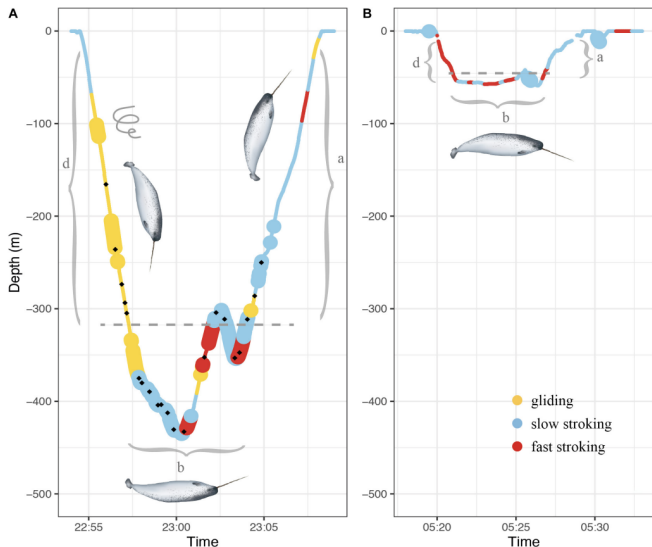 A
B
Depth (m)
0
−100
−200
−300
−400
−500
d
a
b
22:55
23:00
23:05
Time
0
−100
−200
−300
−400
−500
d
a
b
gliding
slow stroking
fast stroking
05:20
05:25
05:30
Time